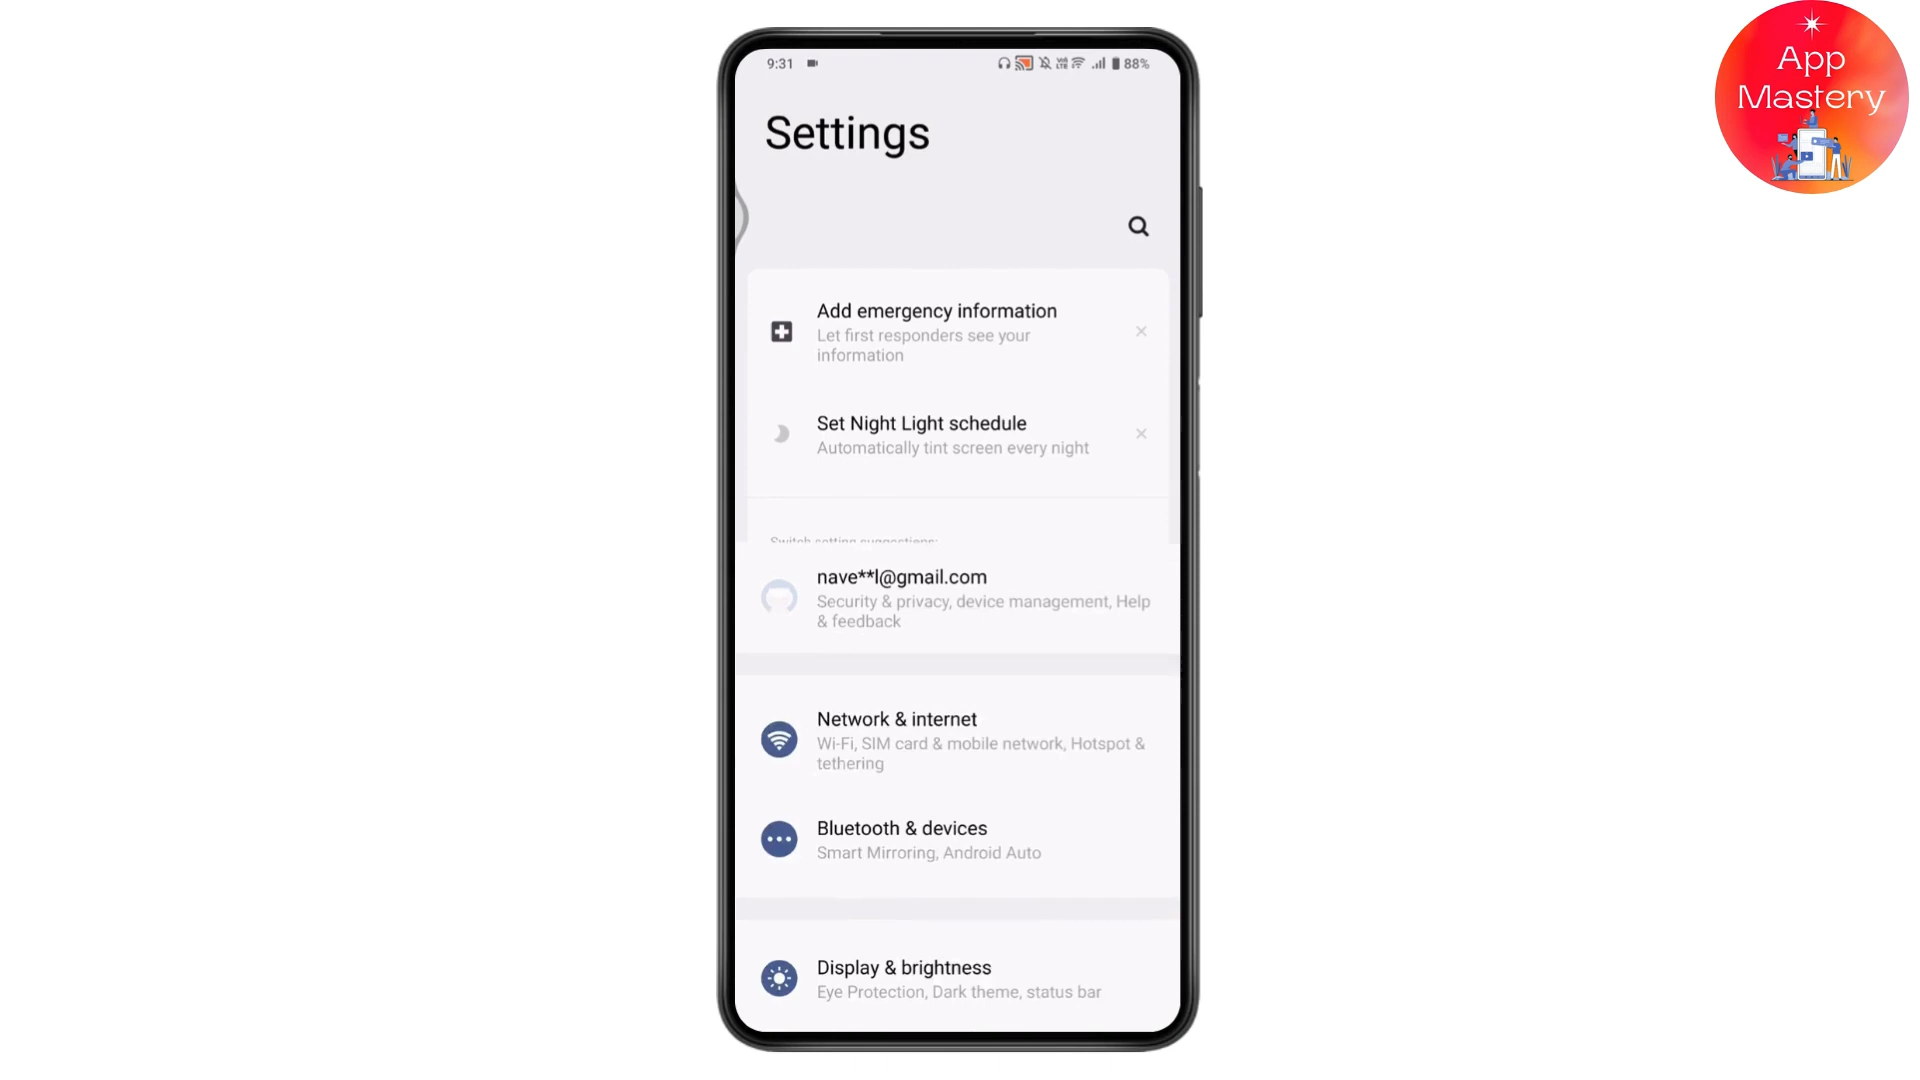 9:31
88%
App
Mastery
Settings
Add emergency information
Let first responders see your
information
Set Night Light schedule
Automatically tint screen every night
Switch setting suggestions:
nave**l@gmail.com
Security & privacy, device management, Help
& feedback
Network & internet
Wi-Fi, SIM card & mobile network, Hotspot &
tethering
Bluetooth & devices
Smart Mirroring, Android Auto
Display & brightness
Eye Protection, Dark theme, status bar